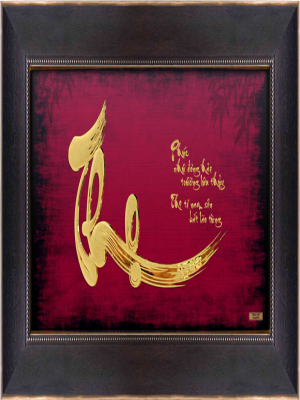 Thọ
Phúc
như đông hải
trường lưu thủy
Thọ tỉ nam sơn
bất lão tùng